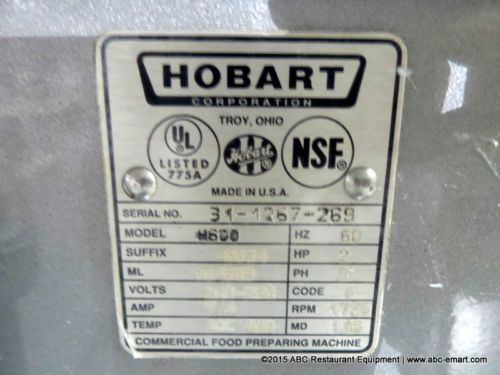 HOBART
CORPORATION
TROY, OHIO
UL
LISTED
775A
Hobart
NSF
MADE IN U.S.A.
SERIAL NO. 31-1267-269
MODEL HZ 60
SUFFIX HP 2
ML PH
VOLTS CODE
AMP RPM
TEMP MD
COMMERCIAL FOOD PREPARING MACHINE
©2015 ABC Restaurant Equipment | www.abc-emart.com